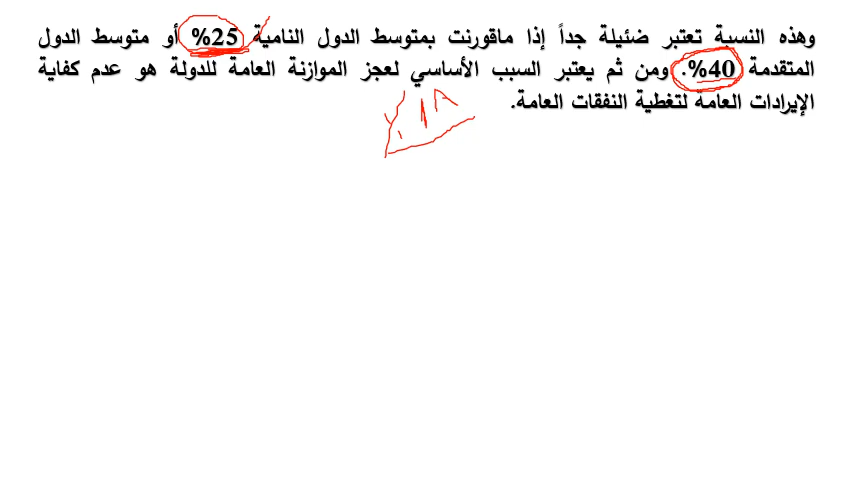 وهذه النسبة تعتبر ضئيلة جداً إذا ماقورنت بمتوسط الدول النامية 25% أو متوسط الدول
المتقدمة 40%. ومن ثم يعتبر السبب الأساسي لعجز الموازنة العامة للدولة هو عدم كفاية
الإيرادات العامة لتغطية النفقات العامة.